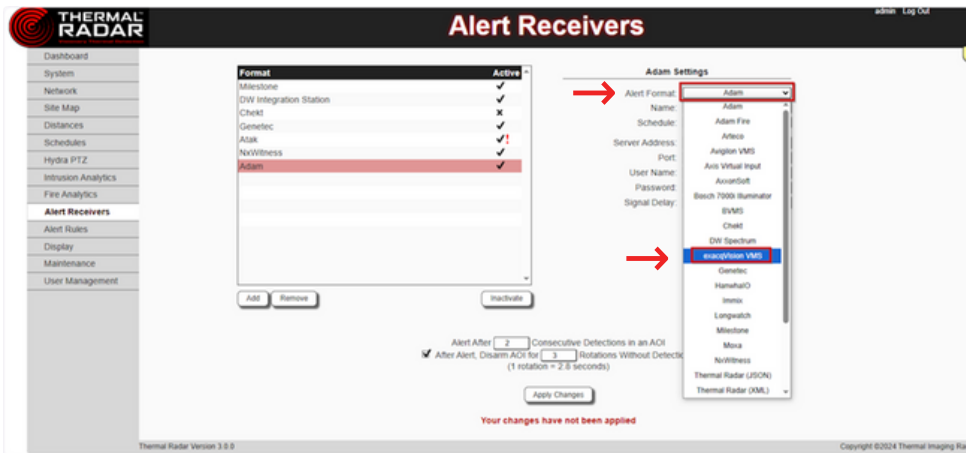 THERMAL
RADAR
Alert Receivers
admin Log Out
Dashboard
System
Network
Site Map
Distances
Schedules
Hydra PTZ
Intrusion Analytics
Fire Analytics
Alert Receivers
Alert Rules
Display
Maintenance
User Management
Format Active
Milestone
DW Integration Station
Chekt
Genetec
Atak
NxWitness
Adam
Add Remove Inactivate
Adam Settings
Alert Format: Adam
Name:
Schedule:
Server Address:
Port:
User Name:
Password:
Signal Delay:
Adam
Adam Fire
Arteco
Avigilon VMS
Axis Virtual Input
AxxonSoft
Bosch 7000i Illuminator
BVMS
Chekt
DW Spectrum
exacqVision VMS
Genetec
HanwhaIO
Immix
Longwatch
Milestone
Moxa
NxWitness
Thermal Radar (JSON)
Thermal Radar (XML)
Alert After 2 Consecutive Detections in an AOI
After Alert, Disarm AOI for 3 Rotations Without Detectio
(1 rotation = 2.8 seconds)
Apply Changes
Your changes have not been applied
Thermal Radar Version 3.0.0
Copyright ©2024 Thermal Imaging Ra